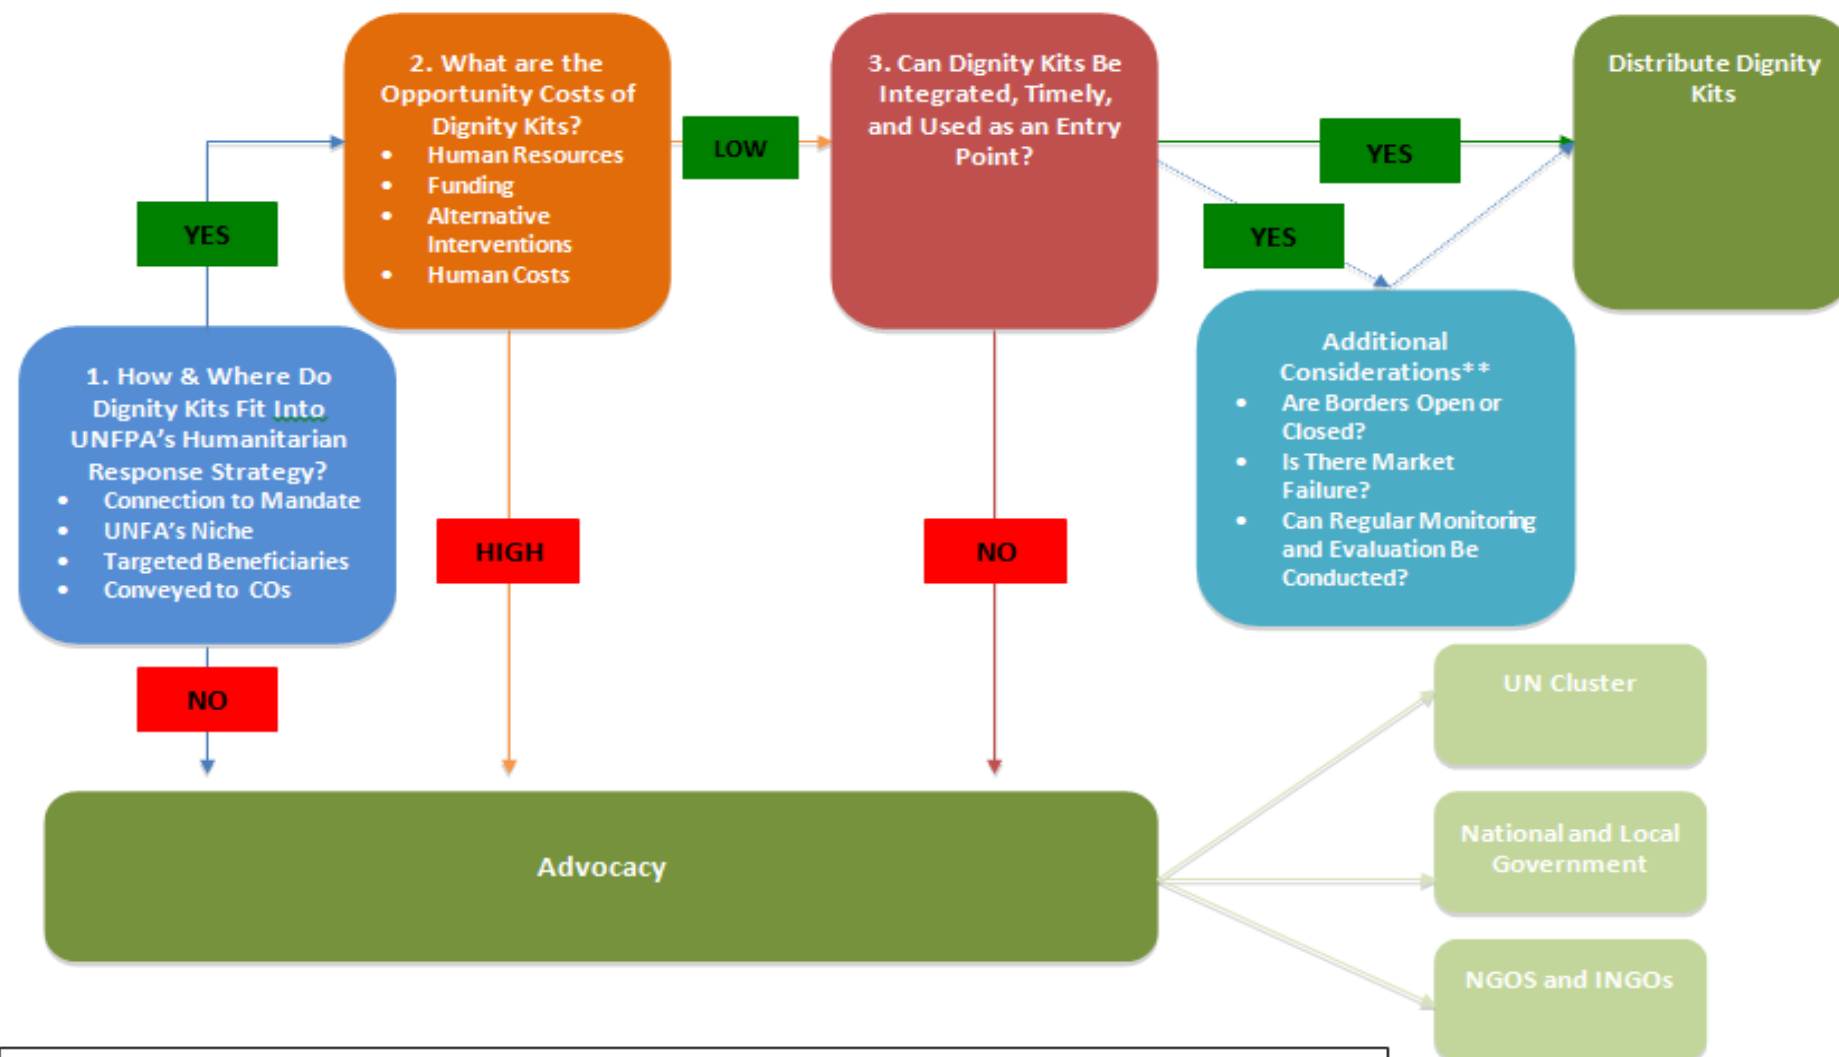 2. What are the
Opportunity Costs of
Dignity Kits?
• Human Resources
• Funding
• Alternative
Interventions
• Human Costs
LOW
3. Can Dignity Kits Be
Integrated, Timely,
and Used as an Entry
Point?
YES
YES
Distribute Dignity
Kits
YES
1. How & Where Do
Dignity Kits Fit Into
UNFPA's Humanitarian
Response Strategy?
• Connection to Mandate
• UNFA's Niche
• Targeted Beneficiaries
• Conveyed to COs
Additional
Considerations**
• Are Borders Open or
Closed?
• Is There Market
Failure?
• Can Regular Monitoring
and Evaluation Be
Conducted?
NO
HIGH
NO
Advocacy
UN Cluster
National and Local
Government
NGOS and INGOs